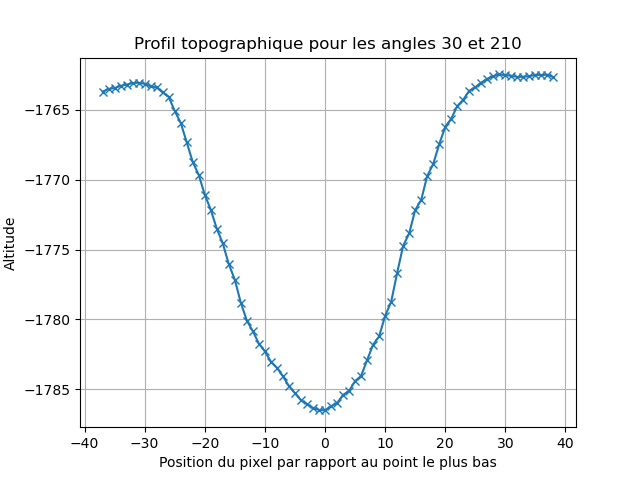 Profil topographique pour les angles 30 et 210
−1765
−1770
−1775
−1780
−1785
Altitude
−40 −30 −20 −10 0 10 20 30 40
Position du pixel par rapport au point le plus bas